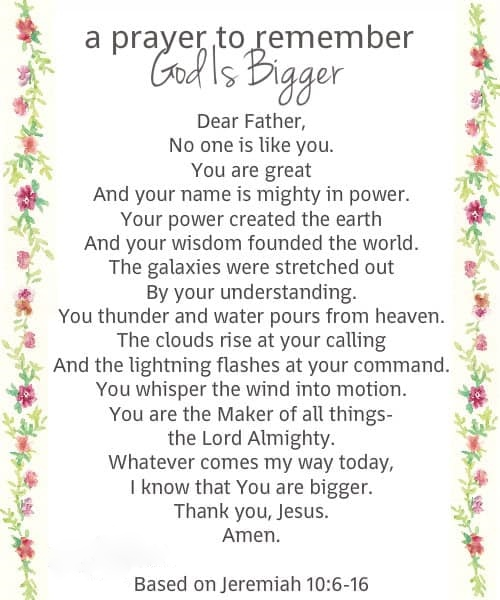 a prayer to remember
God Is Bigger
Dear Father,
No one is like you.
You are great
And your name is mighty in power.
Your power created the earth
And your wisdom founded the world.
The galaxies were stretched out
By your understanding.
You thunder and water pours from heaven.
The clouds rise at your calling
And the lightning flashes at your command.
You whisper the wind into motion.
You are the Maker of all things-
the Lord Almighty.
Whatever comes my way today,
I know that You are bigger.
Thank you, Jesus.
Amen.
Based on Jeremiah 10:6-16